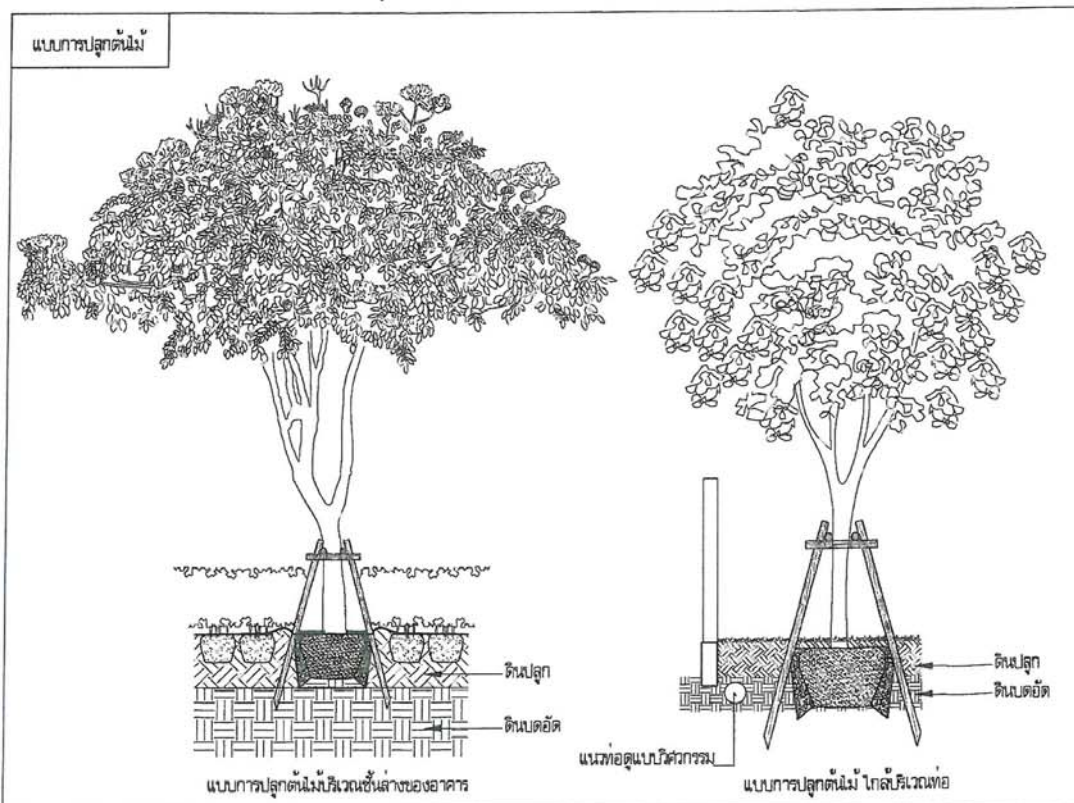 แบบการปลูกต้นไม้
ดินปลูก
ดินบดอัด
แบบการปลูกต้นไม้บริเวณชั้นล่างของอาคาร
ดินปลูก
ดินบดอัด
แนวท่อดูแบบวิศวกรรม
แบบการปลูกต้นไม้ ใกล้บริเวณท่อ